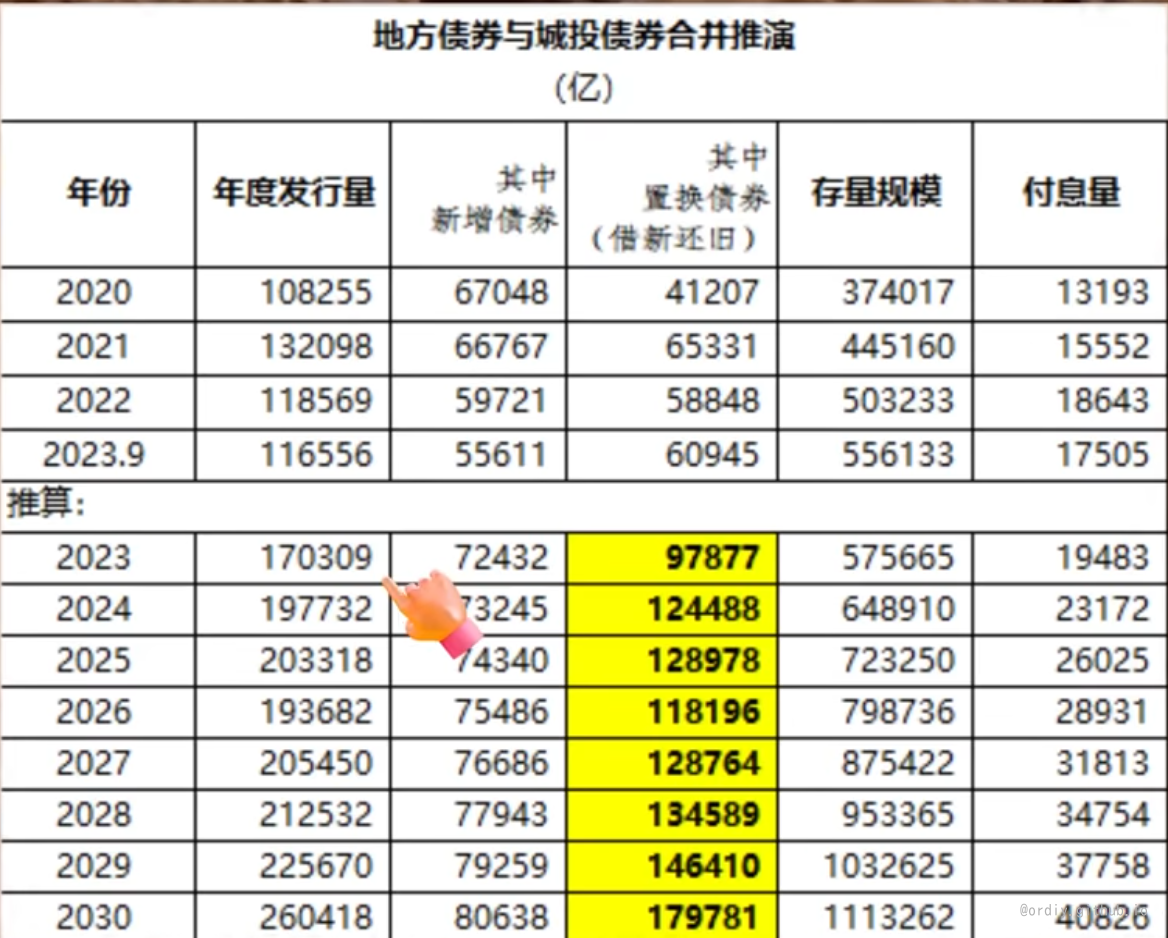 地方债券与城投债券合并推演
(亿)
年份 年度发行量 其中 新增债券 其中 置换债券 (借新还旧) 存量规模 付息量
2020 108255 67048 41207 374017 13193
2021 132098 66767 65331 445160 15552
2022 118569 59721 58848 503233 18643
2023.9 116556 55611 60945 556133 17505
推算:
2023 170309 72432 97877 575665 19483
2024 197732 73245 124488 648910 23172
2025 203318 74340 128978 723250 26025
2026 193682 75486 118196 798736 28931
2027 205450 76686 128764 875422 31813
2028 212532 77943 134589 953365 34754
2029 225670 79259 146410 1032625 37758
2030 260418 80638 179781 1113262 40826